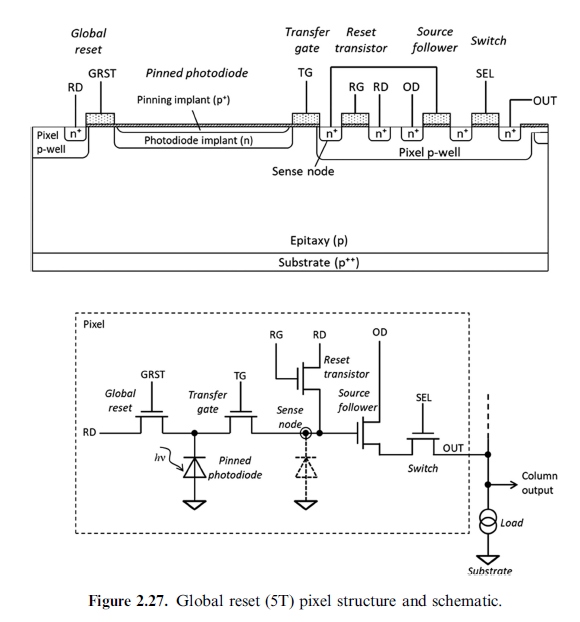 Global reset
Transfer gate
Reset transistor
Source follower
Switch
RD
GRST
Pinned photodiode
TG
RG
RD
OD
SEL
OUT
Pinning implant (p⁺)
Pixel p-well
n⁺
Photodiode implant (n)
n⁺
n⁺
n⁺
n⁺
n⁺
Pixel p-well
Sense node
Epitaxy (p)
Substrate (p⁺⁺)
Pixel
RG
RD
OD
Reset transistor
GRST
TG
Global reset
Transfer gate
Sense node
Source follower
SEL
RD
OUT
hν
Pinned photodiode
Switch
Column output
Load
Substrate
Figure 2.27. Global reset (5T) pixel structure and schematic.